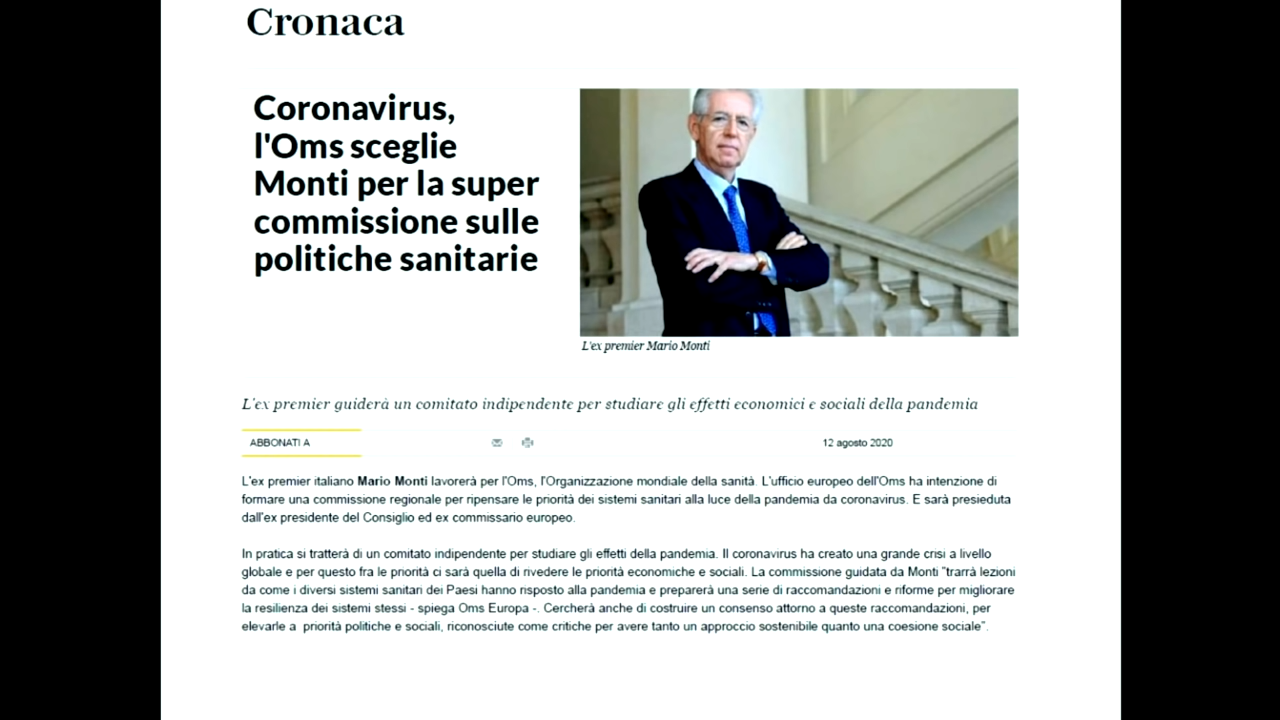 Cronaca
Coronavirus,
l'Oms sceglie
Monti per la super
commissione sulle
politiche sanitarie
L'ex premier Mario Monti
L'ex premier guiderà un comitato indipendente per studiare gli effetti economici e sociali della pandemia
ABBONATI A
12 agosto 2020
L'ex premier italiano Mario Monti lavorerà per l'Oms, l'Organizzazione mondiale della sanità. L'ufficio europeo dell'Oms ha intenzione di
formare una commissione regionale per ripensare le priorità dei sistemi sanitari alla luce della pandemia da coronavirus. E sarà presieduta
dall'ex presidente del Consiglio ed ex commissario europeo.
In pratica si tratterà di un comitato indipendente per studiare gli effetti della pandemia. Il coronavirus ha creato una grande crisi a livello
globale e per questo fra le priorità ci sarà quella di rivedere le priorità economiche e sociali. La commissione guidata da Monti "trarrà lezioni
da come i diversi sistemi sanitari dei Paesi hanno risposto alla pandemia e preparerà una serie di raccomandazioni e riforme per migliorare
la resilienza dei sistemi stessi - spiega Oms Europa -. Cercherà anche di costruire un consenso attorno a queste raccomandazioni, per
elevarle a priorità politiche e sociali, riconosciute come critiche per avere tanto un approccio sostenibile quanto una coesione sociale".